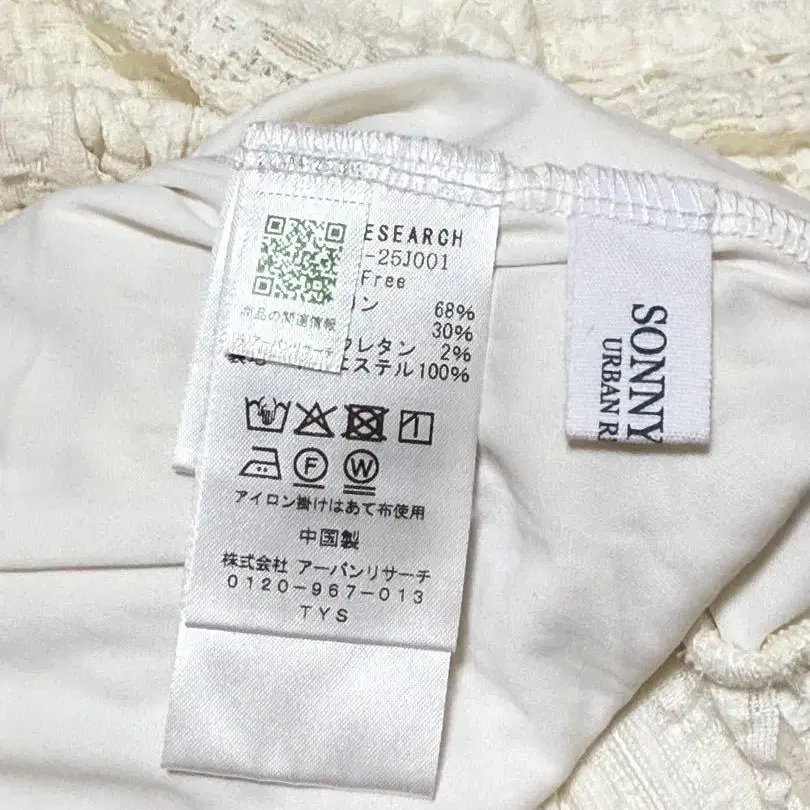 ESEARCH
-25J001
Free
ン 68%
30%
ウレタン 2%
エステル 100%
商品の関連情報
㈱アーバンリサーチ
F W
アイロン掛けはあて布使用
中国製
株式会社 アーバンリサーチ
0120-967-013
TYS
SONNY
URBAN R